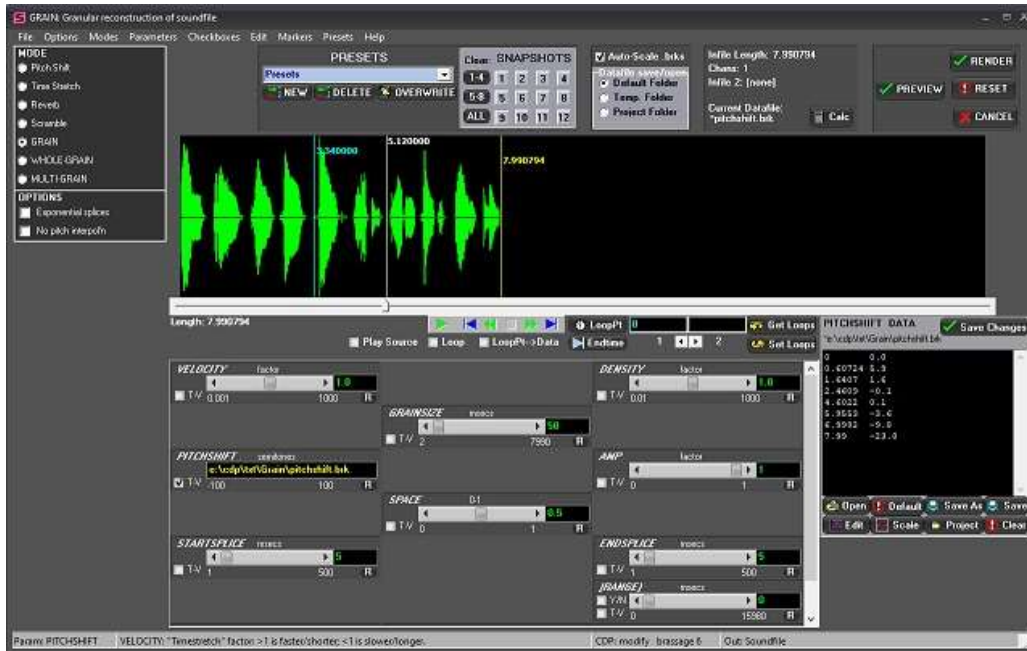 GRAIN: Granular reconstruction of soundfile
File Options Modes Parameters Checkboxes Edit Markers Presets Help
MODE
Pitch Shift
Time Stretch
Reverb
Scramble
GRAIN
WHOLE-GRAIN
MULTI-GRAIN
OPTIONS
Exponential splices
No pitch interpol'n
PRESETS
Presets
NEW DELETE OVERWRITE
Clear: SNAPSHOTS
1-4 1 2 3 4
5-8 5 6 7 8
ALL 9 10 11 12
Auto-Scale .brks
Datafile save/open
Default Folder
Temp. Folder
Project Folder
Infile Length: 7.990794
Chans: 1
Infile 2: [none]
Current Datafile:
*pitchshift.brk
Calc
PREVIEW
RENDER
RESET
CANCEL
3.340000
5.120000
7.990794
Length: 7.990794
LoopPt 0
Get Loops
Play Source Loop LoopPt->Data Endtime 1 2 Set Loops
VELOCITY factor
1.0
T-V 0.001 1000 R
GRAINSIZE msecs
50
T-V 2 7990 R
PITCHSHIFT semitones
e:\cdp\txt\Grain\pitchshift.brk
T-V -100 100 R
SPACE 0-1
0.5
T-V 0 1 R
STARTSPLICE msecs
5
T-V 1 500 R
DENSITY factor
1.0
T-V 0.01 1000 R
AMP factor
1
T-V 0 1 R
ENDSPLICE msecs
5
T-V 1 500 R
[RANGE] msecs
Y/N 0
T-V 0 15980 R
PITCHSHIFT DATA Save Changes
e:\cdp\txt\Grain\pitchshift.brk
0 0.0
0.60724 5.9
1.6407 1.6
2.4609 -0.1
4.6022 0.1
-3.6
-9.0
7.99 -23.0
Open Default Save As Save
Edit Scale Project Clear
Param: PITCHSHIFT VELOCITY: "Timestretch" factor: >1 is faster/shorter; <1 is slower/longer. CDP: modify brassage 6 Out: Soundfile